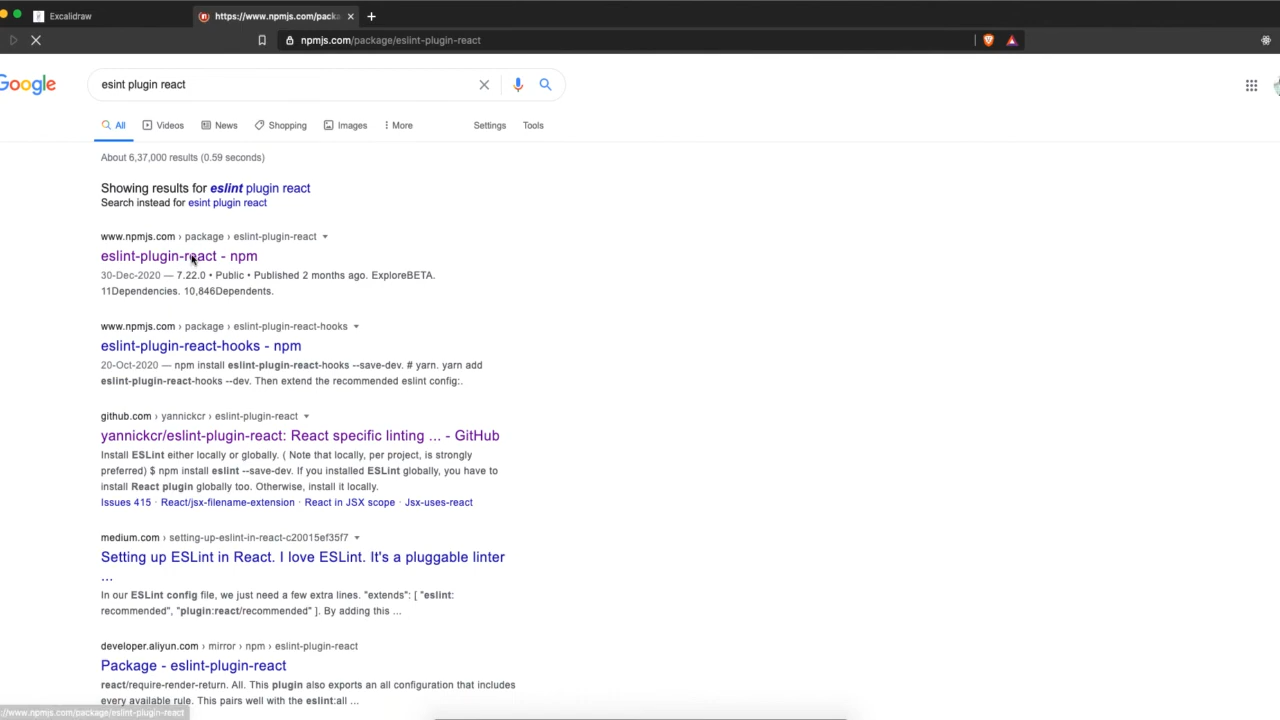 Excalidraw
https://www.npmjs.com/packa
npmjs.com/package/eslint-plugin-react
Google
esint plugin react
All Videos News Shopping Images More Settings Tools
About 6,37,000 results (0.59 seconds)
Showing results for eslint plugin react
Search instead for esint plugin react
www.npmjs.com › package › eslint-plugin-react
eslint-plugin-react - npm
30-Dec-2020 — 7.22.0 • Public • Published 2 months ago. ExploreBETA.
11Dependencies. 10,846Dependents.
www.npmjs.com › package › eslint-plugin-react-hooks
eslint-plugin-react-hooks - npm
20-Oct-2020 — npm install eslint-plugin-react-hooks --save-dev. # yarn. yarn add
eslint-plugin-react-hooks --dev. Then extend the recommended eslint config:.
github.com › yannickcr › eslint-plugin-react
yannickcr/eslint-plugin-react: React specific linting ... - GitHub
Install ESLint either locally or globally. ( Note that locally, per project, is strongly
preferred) $ npm install eslint --save-dev. If you installed ESLint globally, you have to
install React plugin globally too. Otherwise, install it locally.
Issues 415 · React/jsx-filename-extension · React in JSX scope · Jsx-uses-react
medium.com › setting-up-eslint-in-react-c20015ef35f7
Setting up ESLint in React. I love ESLint. It's a pluggable linter
...
In our ESLint config file, we just need a few extra lines. "extends": [ "eslint:
recommended", "plugin:react/recommended" ]. By adding this ...
developer.aliyun.com › mirror › npm › eslint-plugin-react
Package - eslint-plugin-react
react/require-render-return. All. This plugin also exports an all configuration that includes
every available rule. This pairs well with the eslint:all ...
://www.npmjs.com/package/eslint-plugin-react